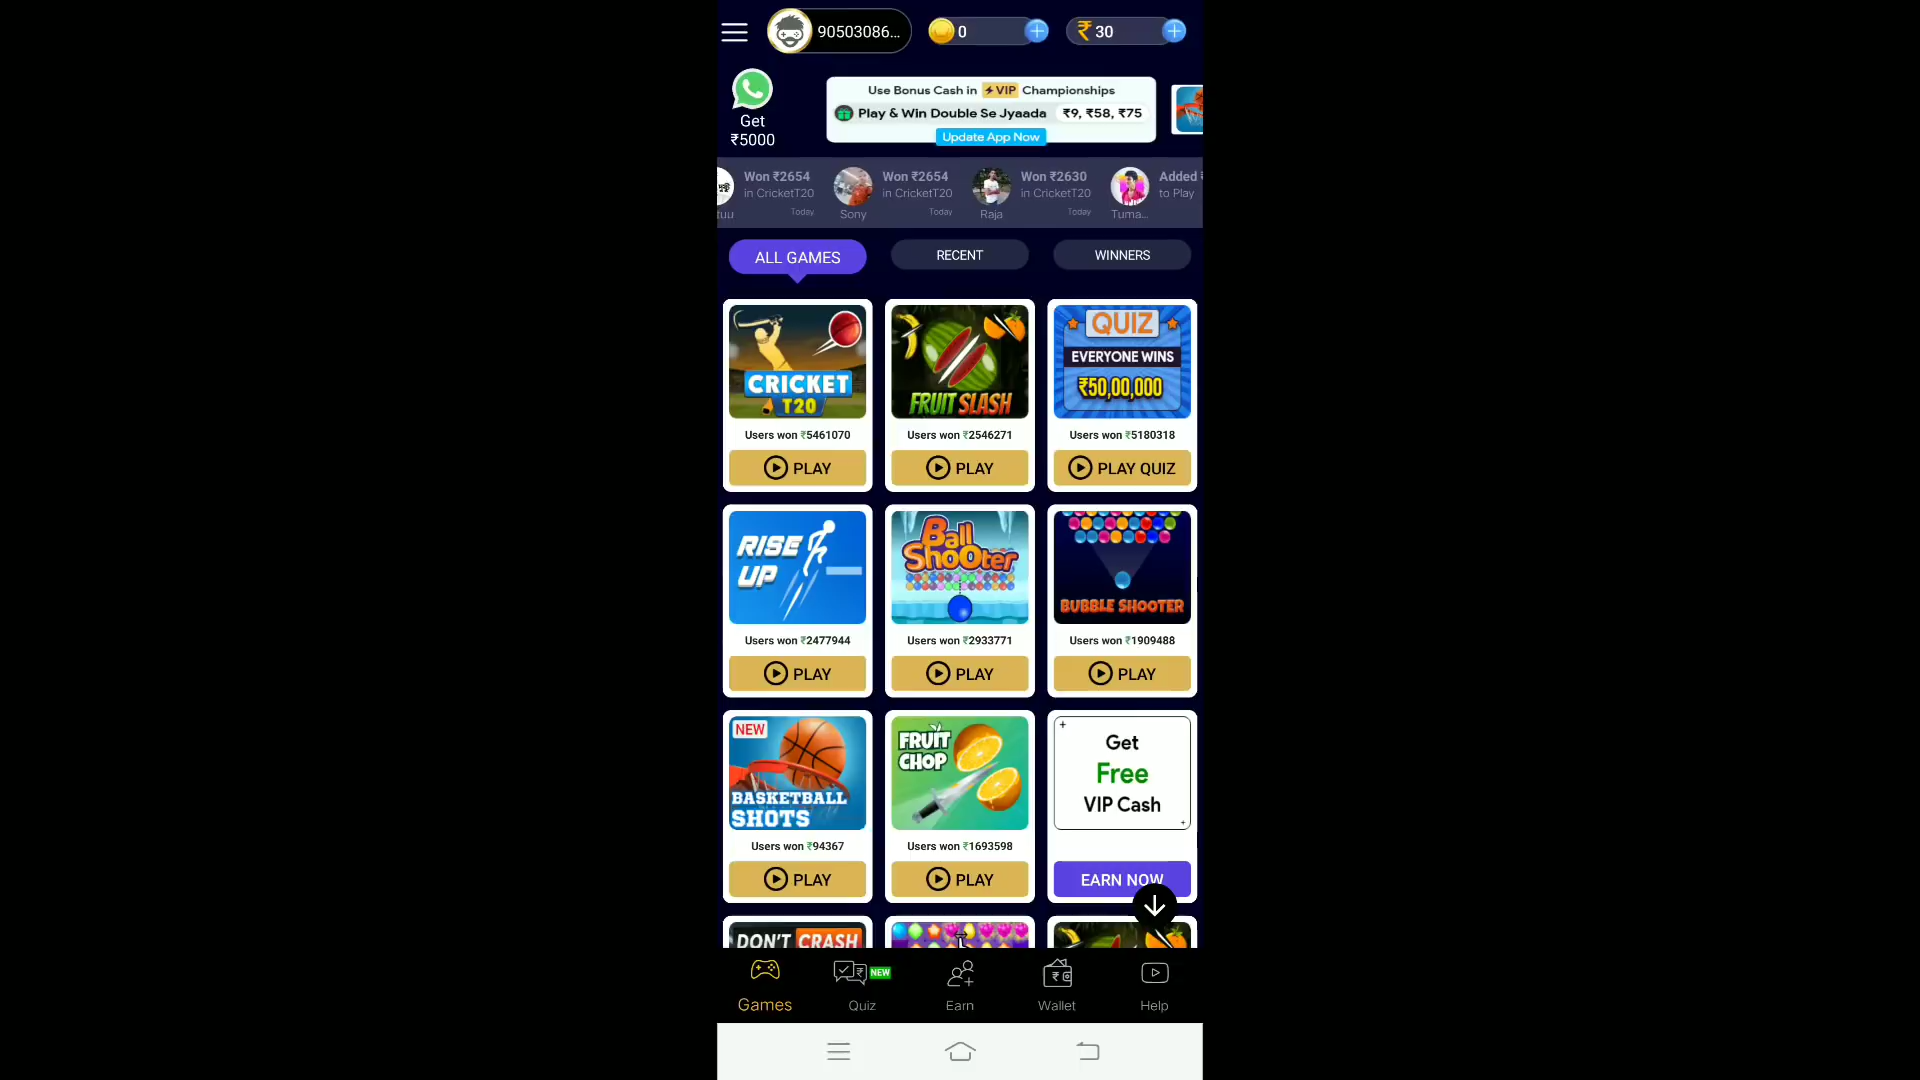 90503086...
0
₹ 30
Get
₹5000
Use Bonus Cash in VIP Championships
Play & Win Double Se Jyaada ₹9, ₹58, ₹75
Update App Now
Won ₹2654
in CricketT20
Today
tuu
Won ₹2654
in CricketT20
Today
Sony
Won ₹2630
in CricketT20
Today
Raja
Added ₹
to Play
Tuma...
ALL GAMES
RECENT
WINNERS
CRICKET
T20
Users won ₹5461070
PLAY
FRUIT SLASH
Users won ₹2546271
PLAY
QUIZ
EVERYONE WINS
₹50,00,000
Users won ₹5180318
PLAY QUIZ
RISE
UP
Users won ₹2477944
PLAY
Ball
Shooter
Users won ₹2933771
PLAY
BUBBLE SHOOTER
Users won ₹1909488
PLAY
NEW
BASKETBALL
SHOTS
Users won ₹94367
PLAY
FRUIT
CHOP
Users won ₹1693598
PLAY
Get
Free
VIP Cash
EARN NOW
DON'T CRASH
Games
NEW
Quiz
Earn
Wallet
Help